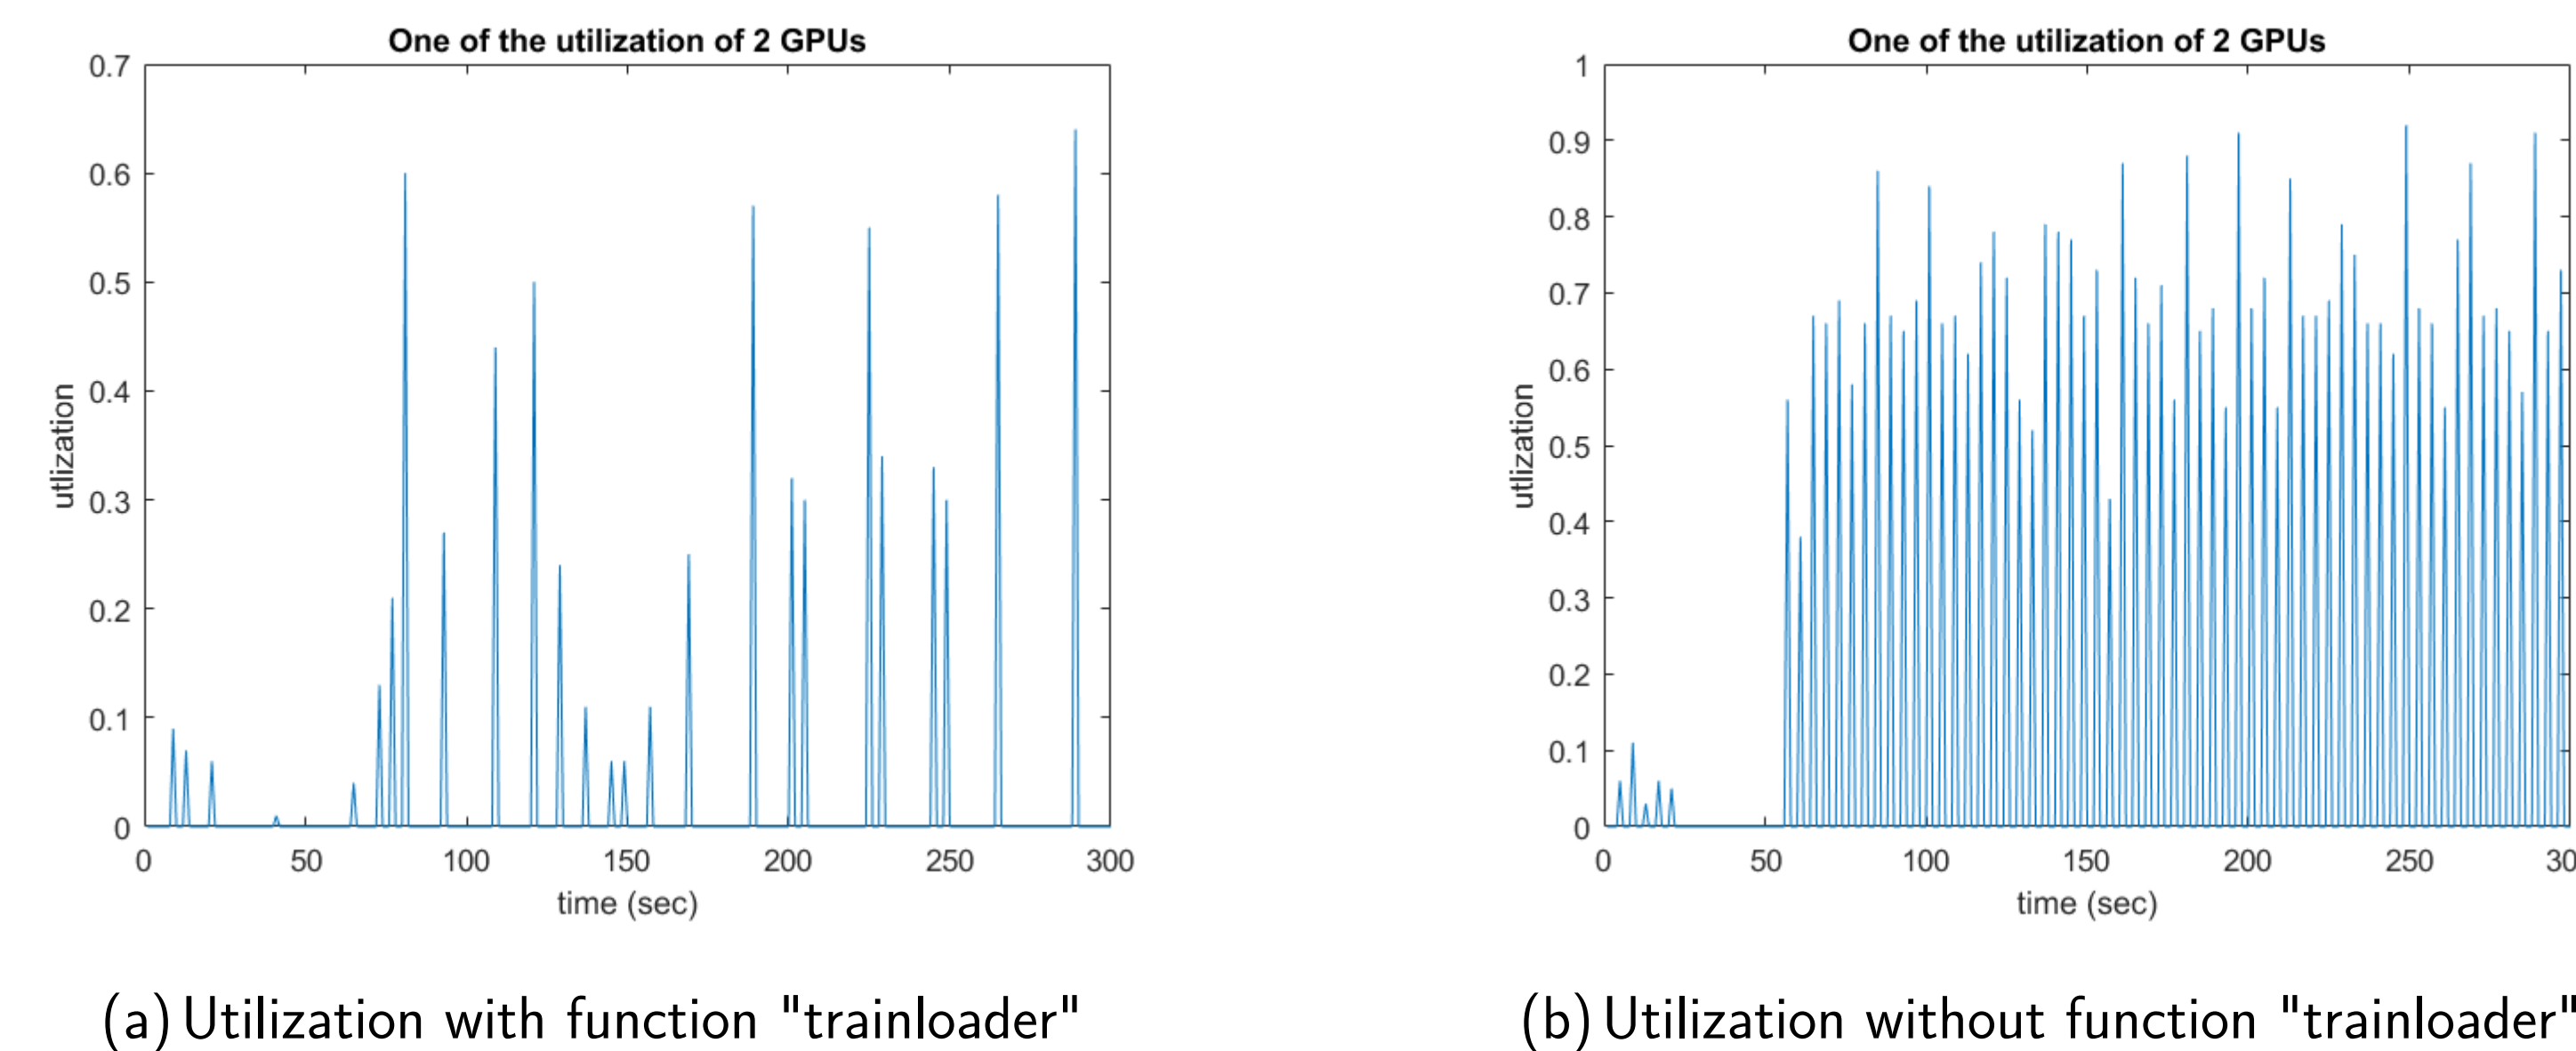 One of the utilization of 2 GPUs
0.7
0.6
0.5
0.4
0.3
0.2
0.1
0
utlization
0 50 100 150 200 250 300
time (sec)
(a) Utilization with function "trainloader"
One of the utilization of 2 GPUs
1
0.9
0.8
0.7
0.6
0.5
0.4
0.3
0.2
0.1
0
utlization
0 50 100 150 200 250 30
time (sec)
(b) Utilization without function "trainloader"